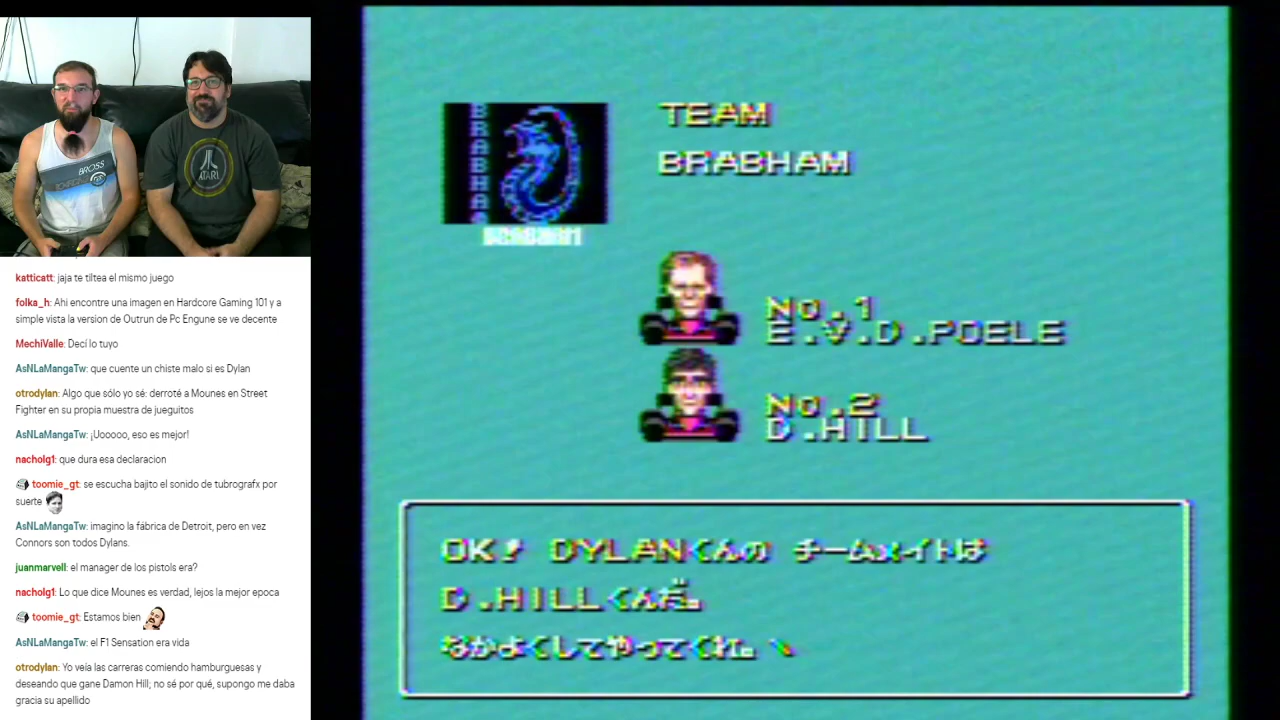 BROSS
ATARI
katticatt: jaja te tiltea el mismo juego
folka_h: Ahi encontre una imagen en Hardcore Gaming 101 y a
simple vista la version de Outrun de Pc Engune se ve decente
MechiValle: Decí lo tuyo
AsNLaMangaTw: que cuente un chiste malo si es Dylan
otrodylan: Algo que sólo yo sé: derroté a Mounes en Street
Fighter en su propia muestra de jueguitos
AsNLaMangaTw: ¡Uooooo, eso es mejor!
nacholg1: que dura esa declaracion
toomie_gt: se escucha bajito el sonido de tubrografx por
suerte
AsNLaMangaTw: imagino la fábrica de Detroit, pero en vez
Connors son todos Dylans.
juanmarvell: el manager de los pistols era?
nacholg1: Lo que dice Mounes es verdad, lejos la mejor epoca
toomie_gt: Estamos bien
AsNLaMangaTw: el F1 Sensation era vida
otrodylan: Yo veía las carreras comiendo hamburguesas y
deseando que gane Damon Hill; no sé por qué, supongo me daba
gracia su apellido
TEAM
BRABHAM
BRABHAM
No.1
E.V.D.POELE
No.2
D.HILL
OK! DYLANくんの チームメイトは
D.HILLくんだ。
なかよくしてやってくれ。